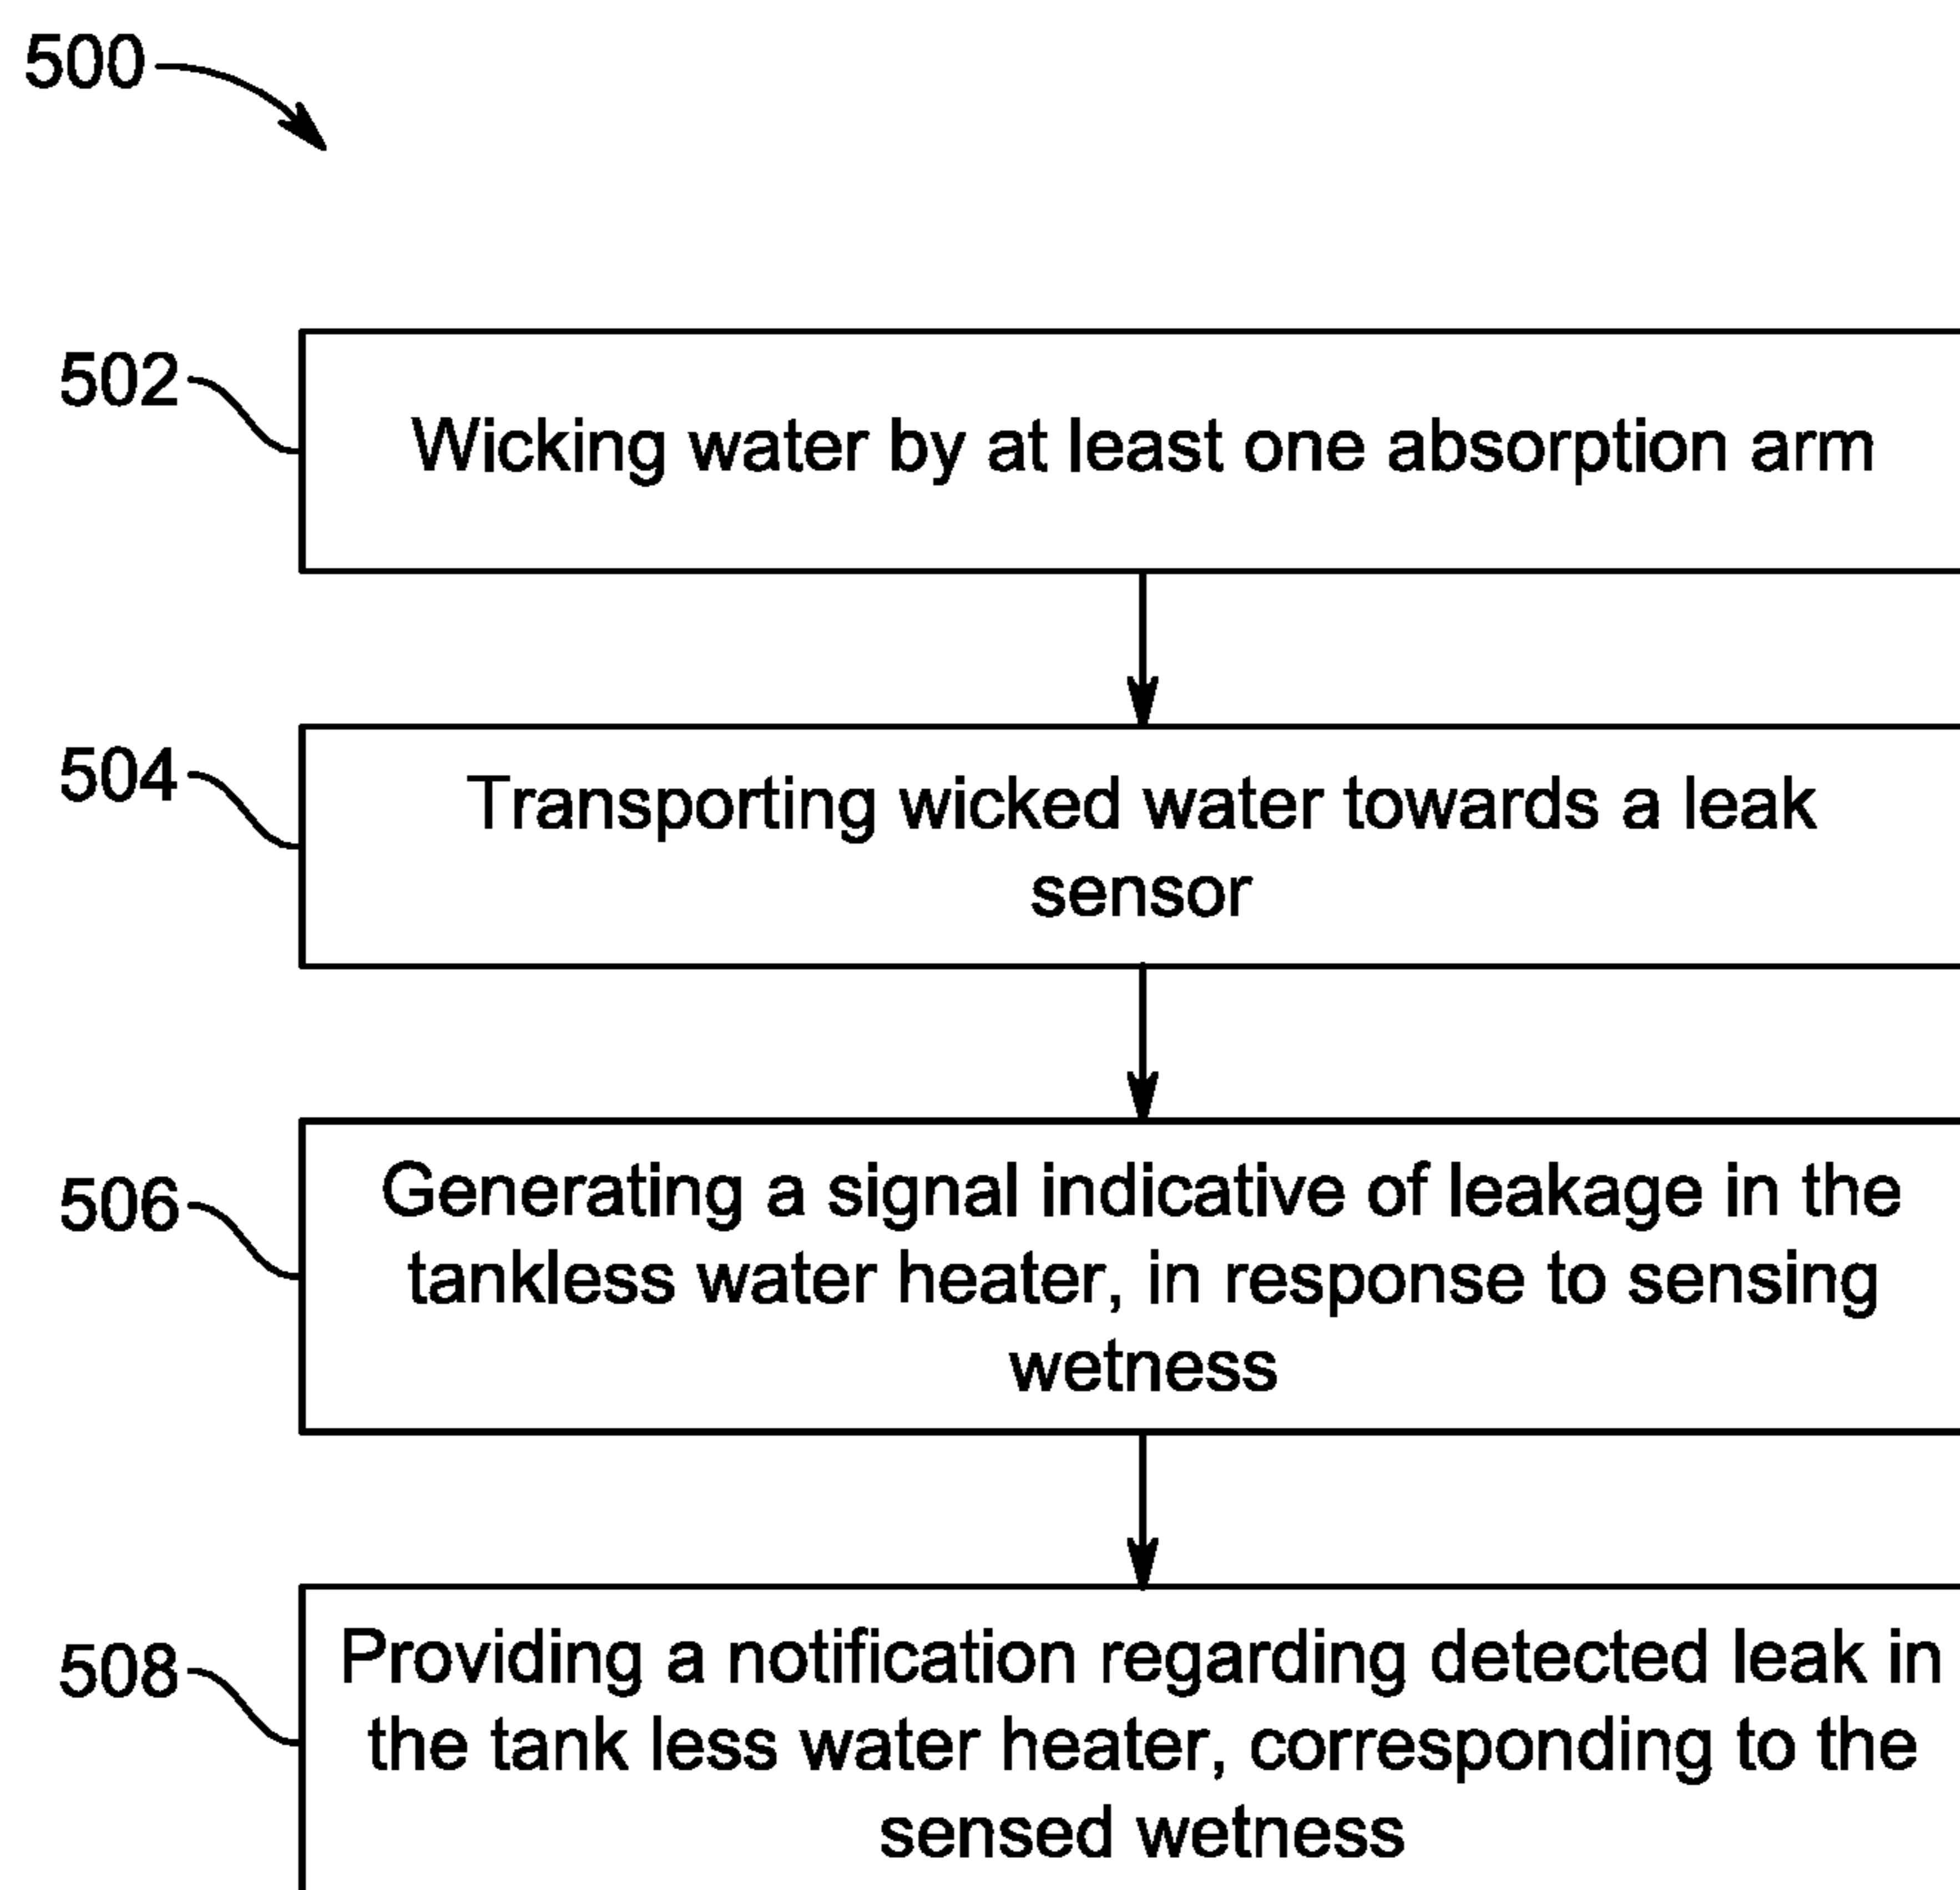 500
502
Wicking water by at least one absorption arm
504
Transporting wicked water towards a leak
sensor
506
Generating a signal indicative of leakage in the
tankless water heater, in response to sensing
wetness
508
Providing a notification regarding detected leak in
the tank less water heater, corresponding to the
sensed wetness